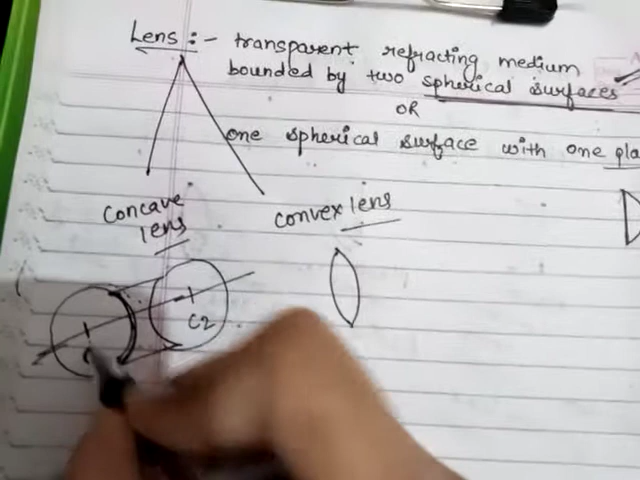 Lens :- transparent refracting medium
bounded by two spherical surfaces
OR
one spherical surface with one pla
concave
lens
convex lens
C2